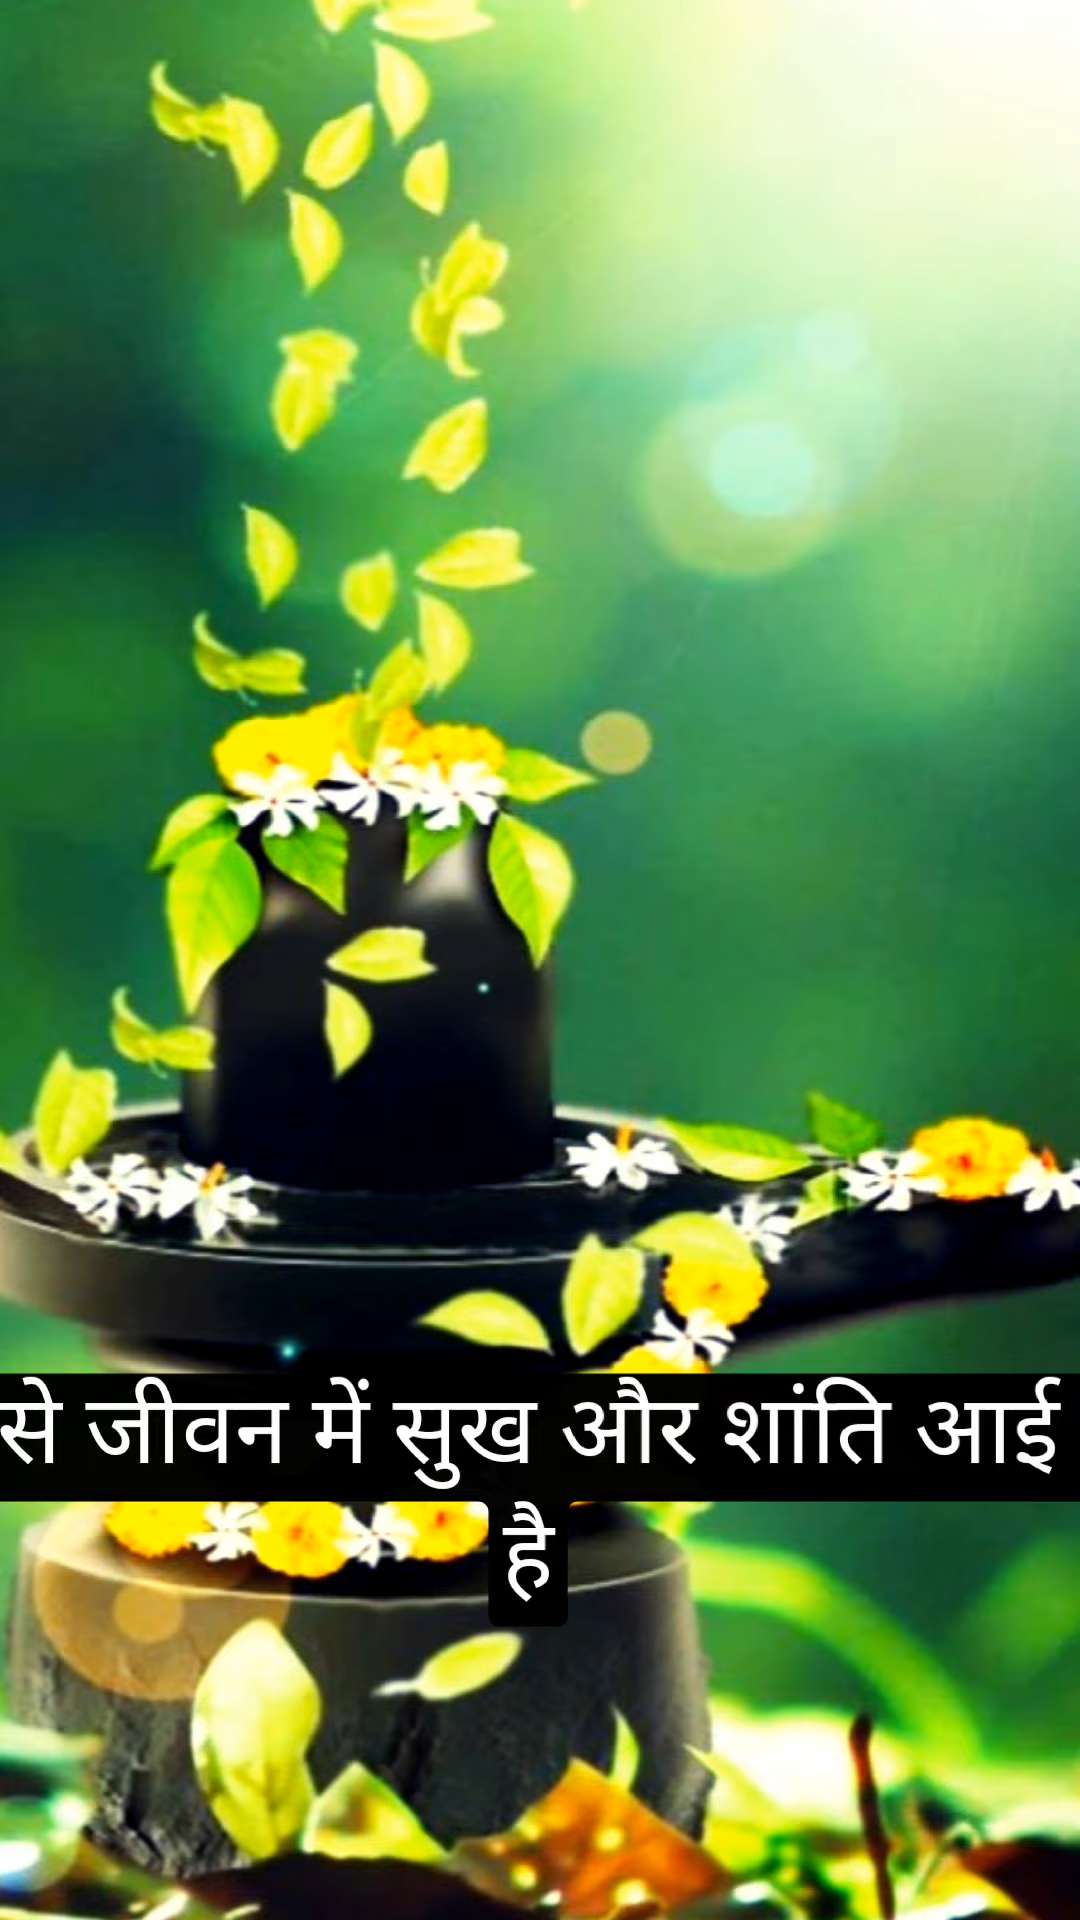 से जीवन में सुख और शांति आई
है